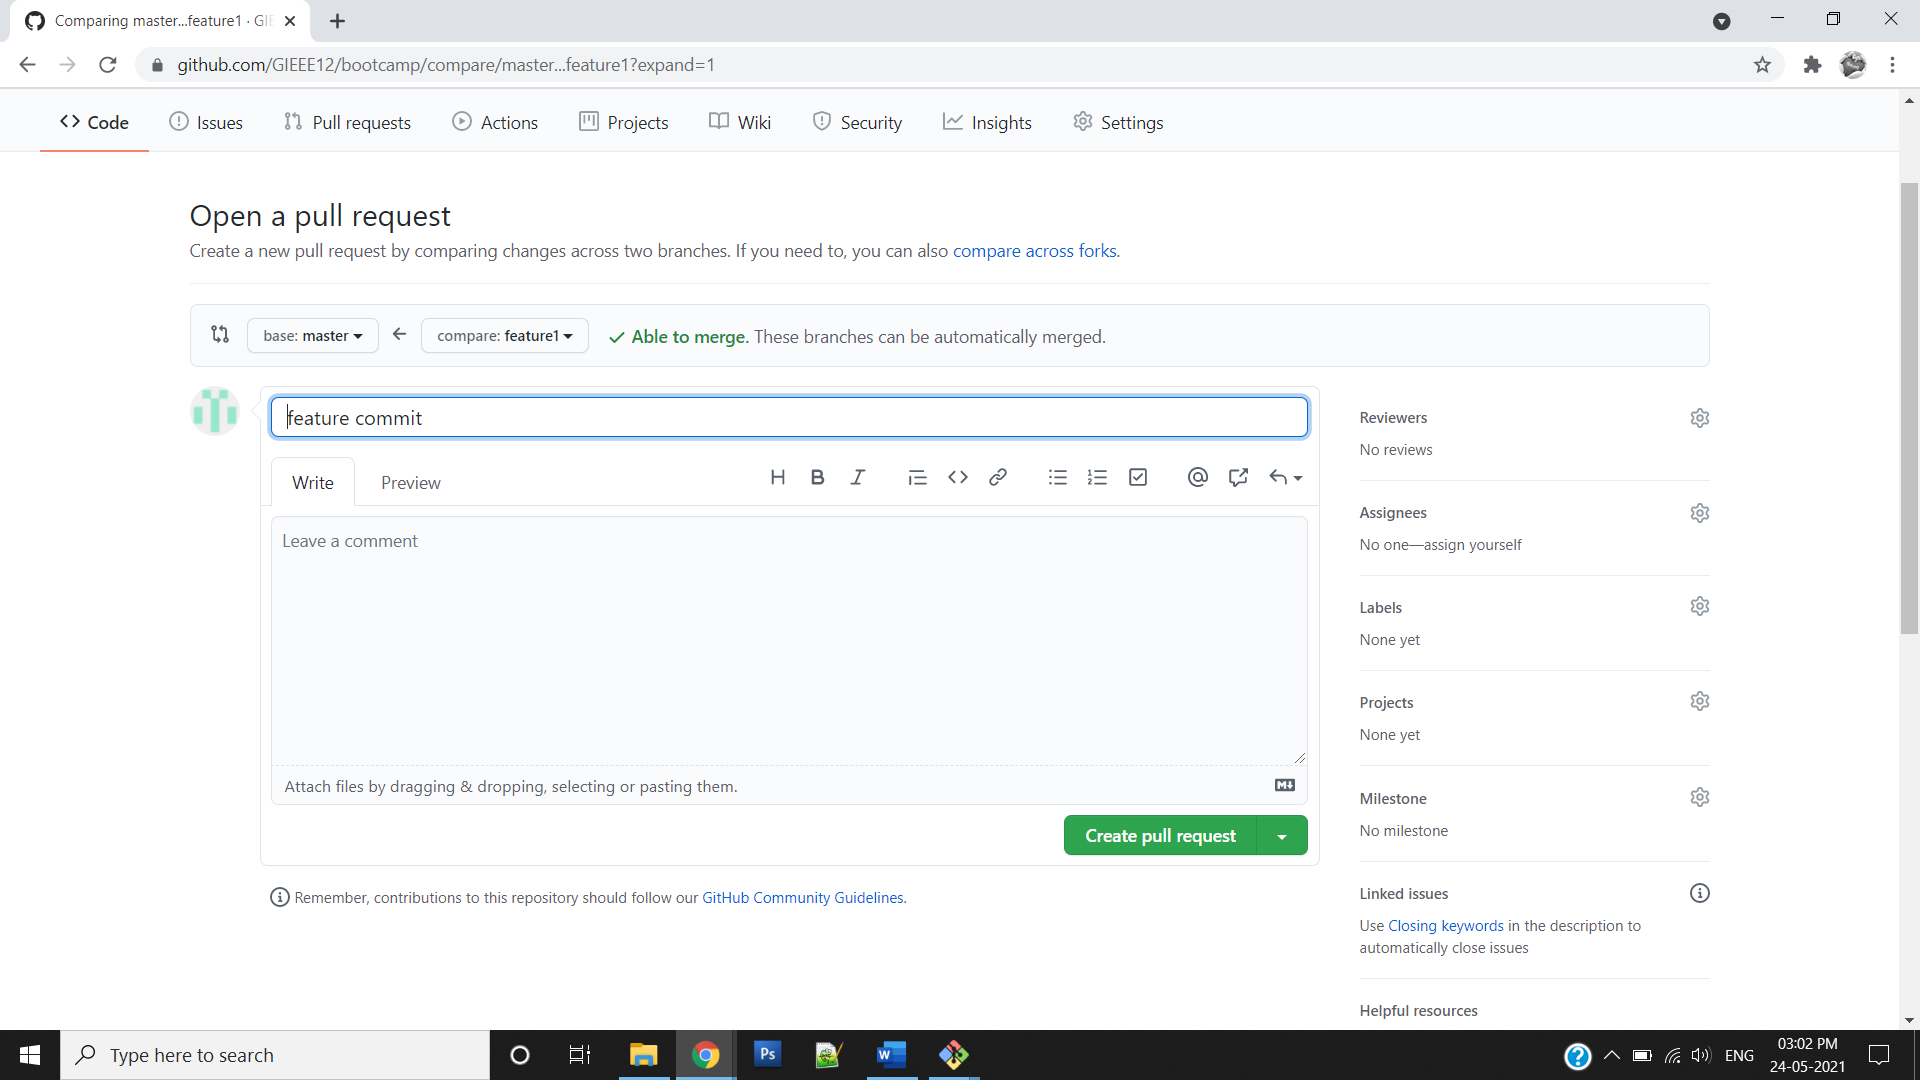 Comparing master...feature1 · GIE
github.com/GIEEE12/bootcamp/compare/master...feature1?expand=1
Code Issues Pull requests Actions Projects Wiki Security Insights Settings
Open a pull request
Create a new pull request by comparing changes across two branches. If you need to, you can also compare across forks.
base: master compare: feature1 Able to merge. These branches can be automatically merged.
feature commit
Write Preview
Leave a comment
Attach files by dragging & dropping, selecting or pasting them.
Create pull request
Remember, contributions to this repository should follow our GitHub Community Guidelines.
Reviewers
No reviews
Assignees
No one—assign yourself
Labels
None yet
Projects
None yet
Milestone
No milestone
Linked issues
Use Closing keywords in the description to
automatically close issues
Helpful resources
Type here to search
Ps
W
ENG
03:02 PM
24-05-2021